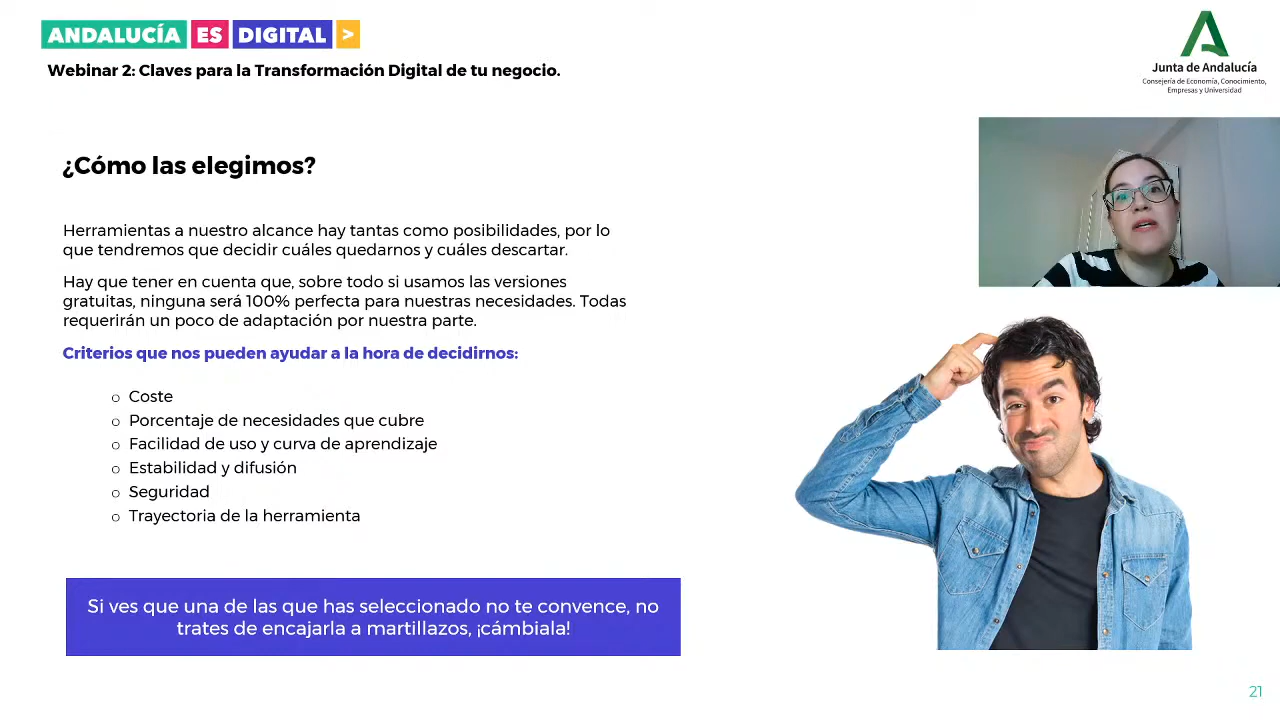 ANDALUCÍA ES DIGITAL >
Webinar 2: Claves para la Transformación Digital de tu negocio.
Junta de Andalucía
Consejería de Economía, Conocimiento,
Empresas y Universidad
¿Cómo las elegimos?
Herramientas a nuestro alcance hay tantas como posibilidades, por lo
que tendremos que decidir cuáles quedarnos y cuáles descartar.
Hay que tener en cuenta que, sobre todo si usamos las versiones
gratuitas, ninguna será 100% perfecta para nuestras necesidades. Todas
requerirán un poco de adaptación por nuestra parte.
Criterios que nos pueden ayudar a la hora de decidirnos:
o Coste
o Porcentaje de necesidades que cubre
o Facilidad de uso y curva de aprendizaje
o Estabilidad y difusión
o Seguridad
o Trayectoria de la herramienta
Si ves que una de las que has seleccionado no te convence, no
trates de encajarla a martillazos, ¡cámbiala!
21